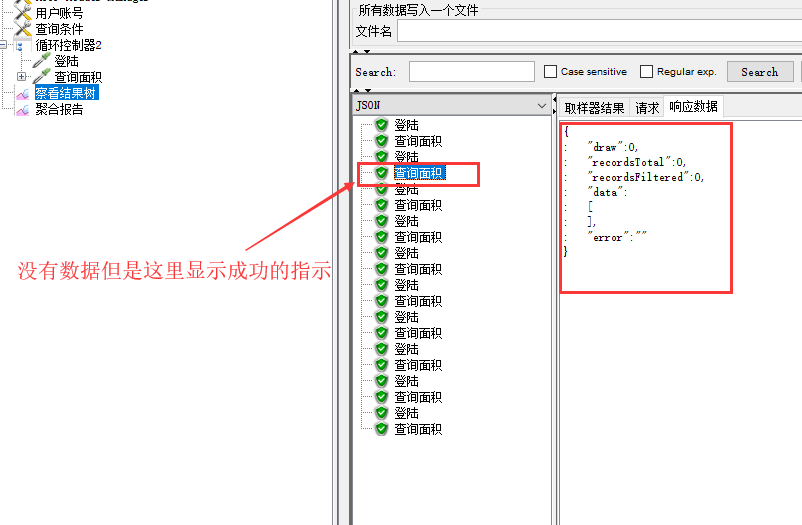 用户账号
查询条件
循环控制器2
登陆
查询面积
察看结果树
聚合报告
没有数据但是这里显示成功的指示
所有数据写入一个文件
文件名
Search:
Case sensitive
Regular exp.
Search
JSON
登陆
查询面积
登陆
查询面积
登陆
查询面积
登陆
查询面积
登陆
查询面积
登陆
查询面积
登陆
查询面积
登陆
查询面积
登陆
查询面积
登陆
查询面积
取样器结果 请求 响应数据
{
: "draw":0,
: "recordsTotal":0,
: "recordsFiltered":0,
: "data":
: [
: ],
: "error":""
}